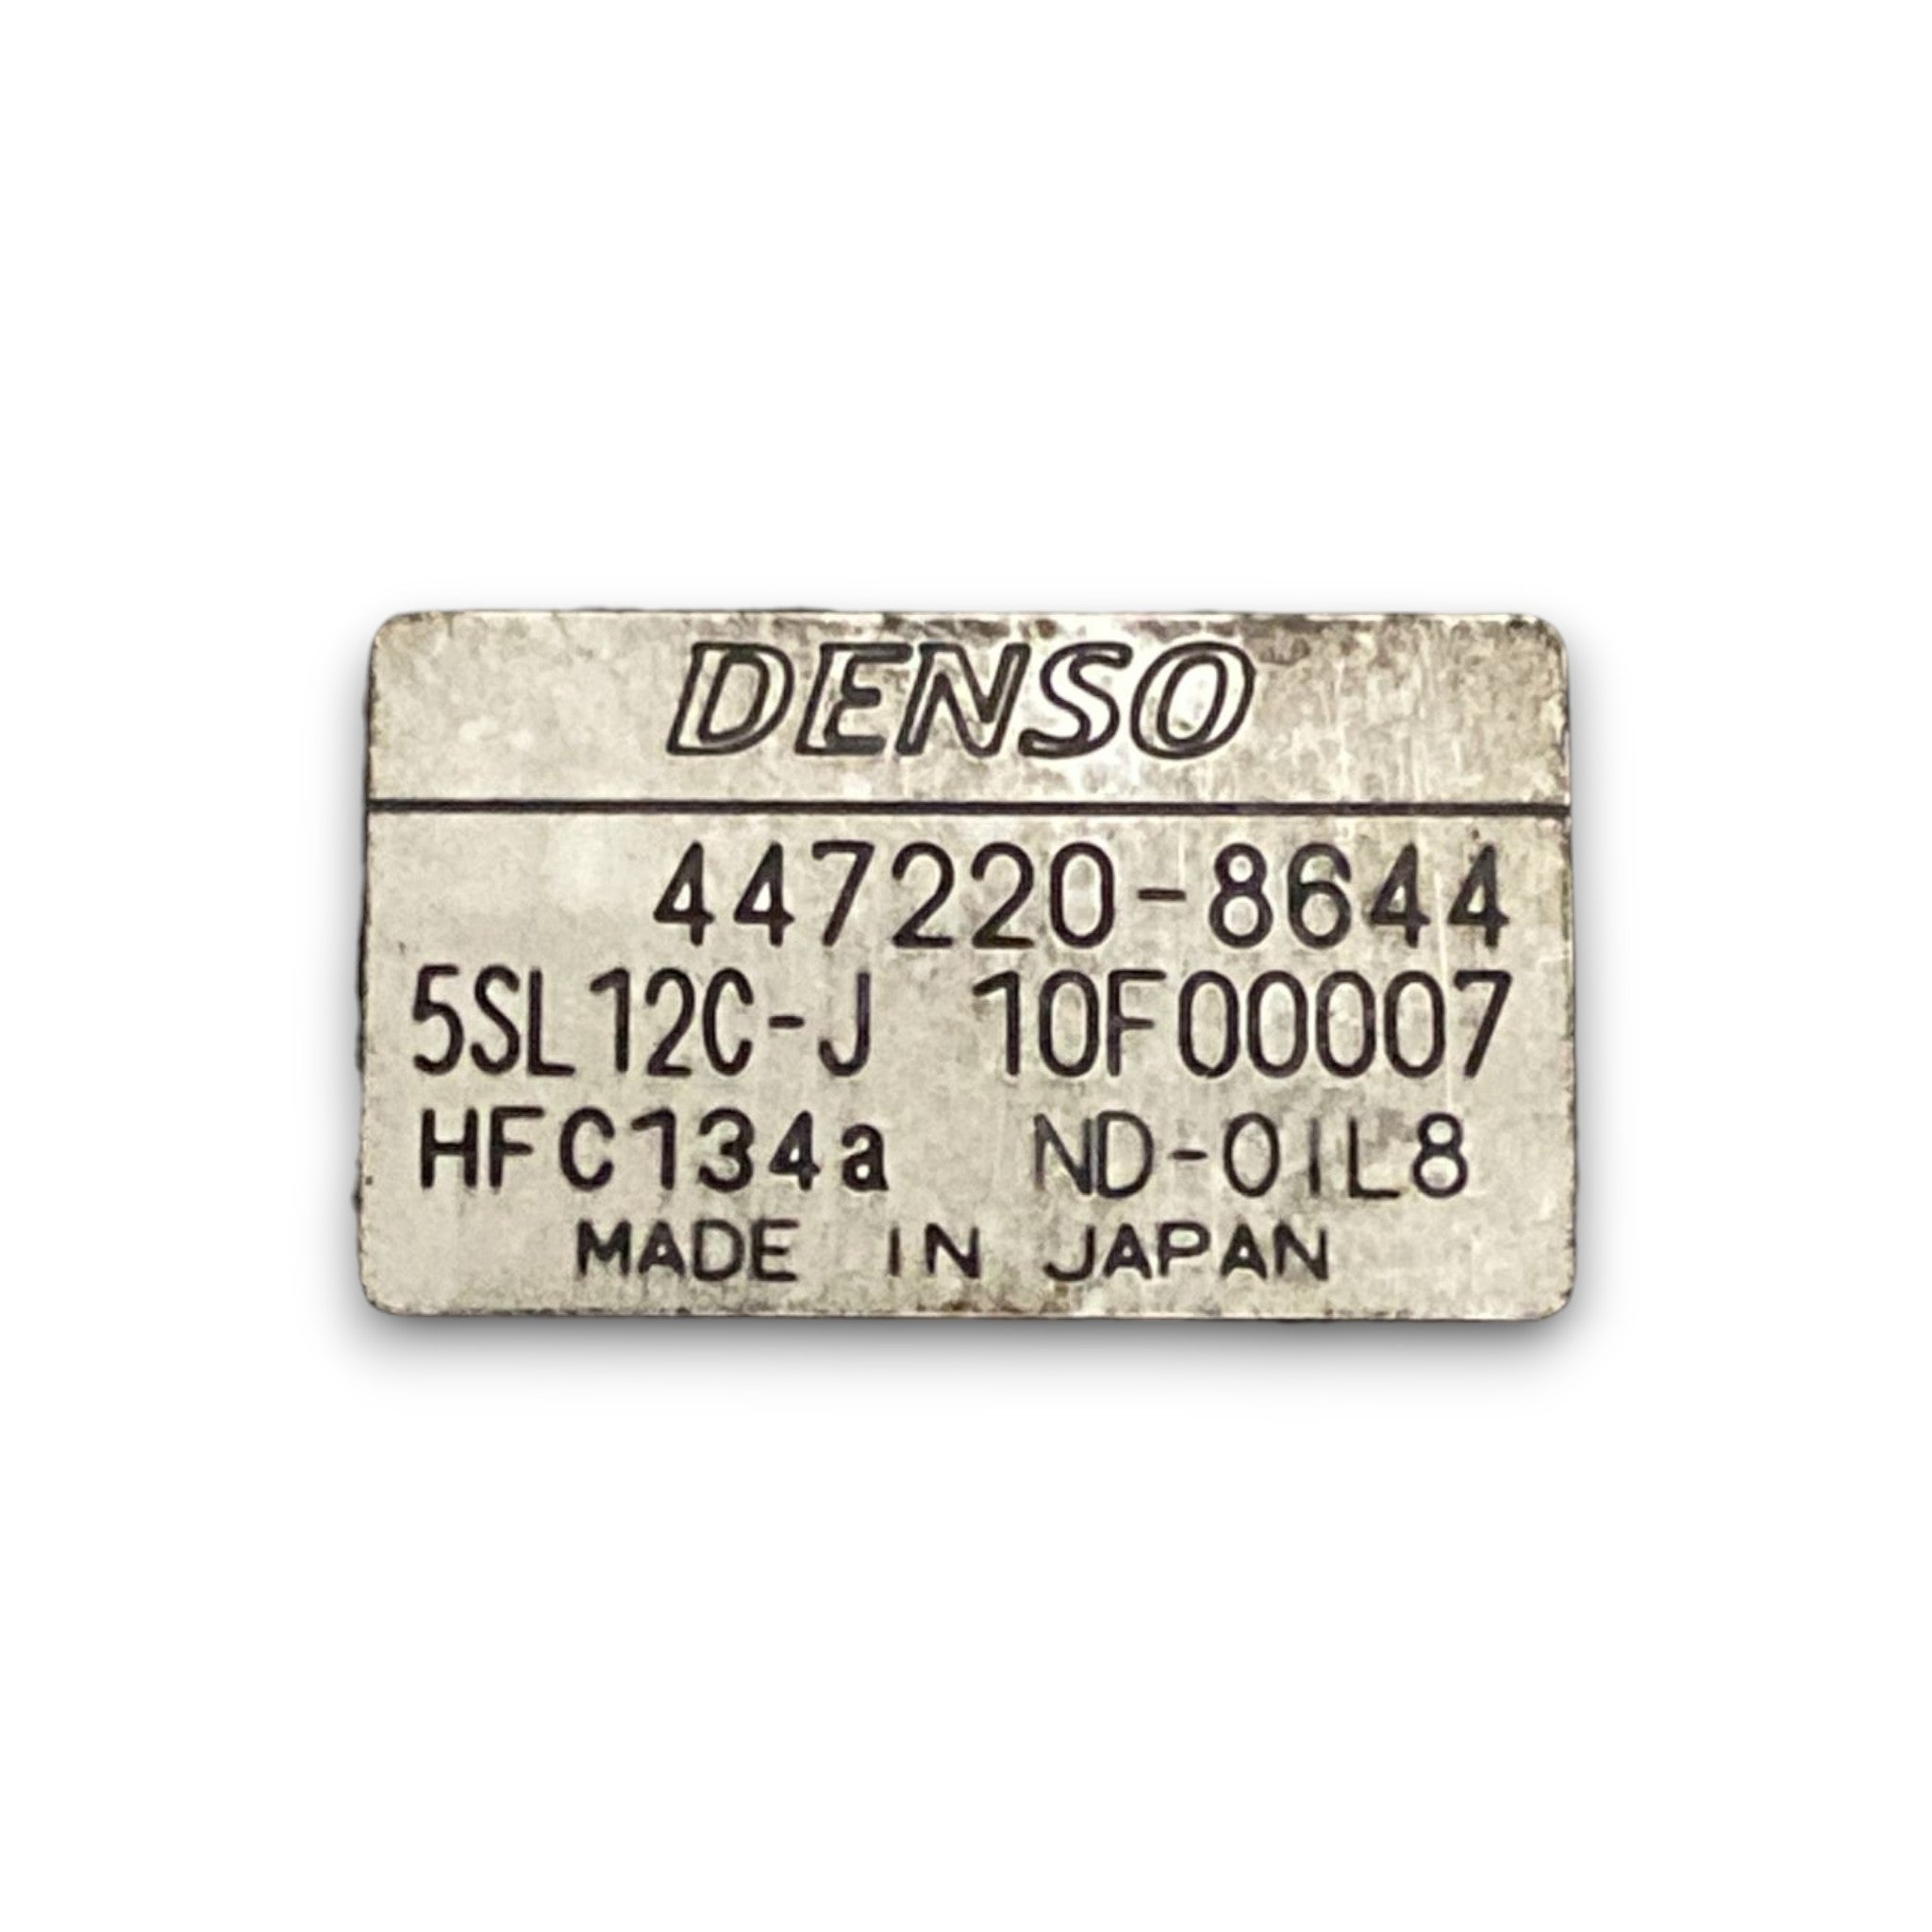 DENSO
447220-8644
5SL12C-J 10F00007
HFC134a ND-OIL8
MADE IN JAPAN